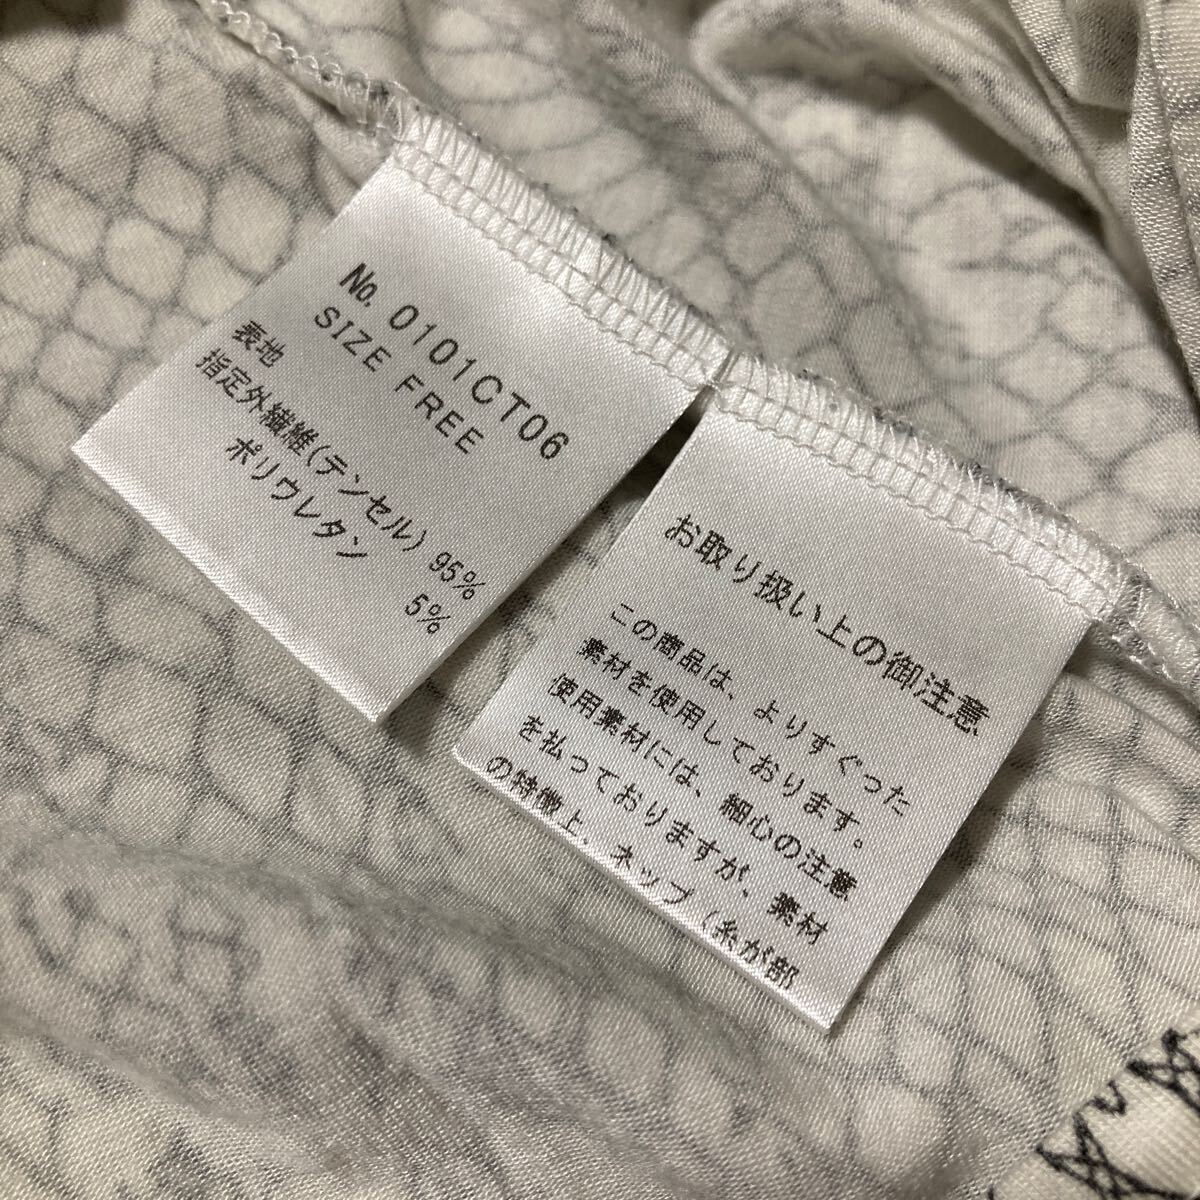 No. 0101CT06
SIZE FREE
表地
指定外繊維(テンセル) 95%
ポリウレタン 5%
お取り扱い上の御注意
この商品は、よりすぐった
素材を使用しております。
使用素材には、細心の注意
を払っておりますが、素材
の特徴上、ネップ（糸が部